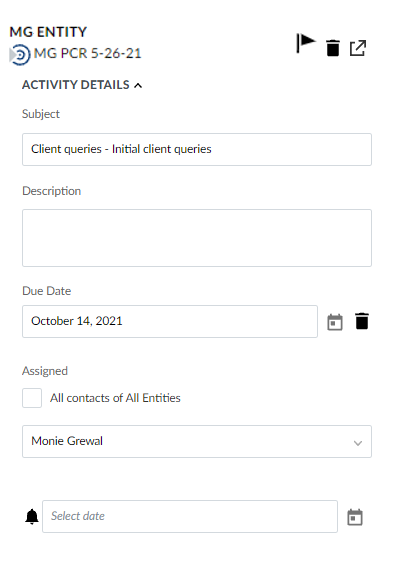 MG ENTITY
MG PCR 5-26-21
ACTIVITY DETAILS
Subject
Client queries - Initial client queries
Description
Due Date
October 14, 2021
Assigned
All contacts of All Entities
Monie Grewal
Select date